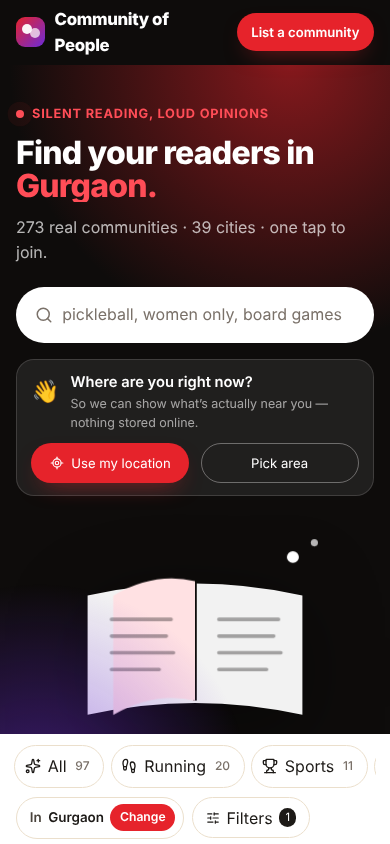 Community of
People
List a community
SILENT READING, LOUD OPINIONS
Find your readers in
Gurgaon.
273 real communities · 39 cities · one tap to
join.
pickleball, women only, board games
Where are you right now?
So we can show what's actually near you —
nothing stored online.
Use my location
Pick area
All 97
Running 20
Sports 11
In Gurgaon Change
Filters 1